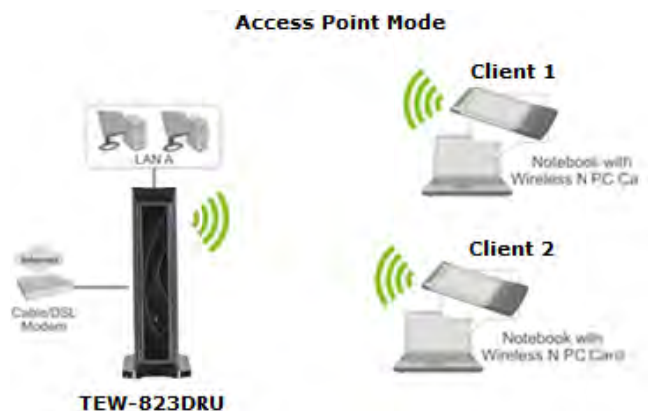 Access Point Mode
Client 1
LAN A
Notebook with
Wireless N PC Ca
Internet
Client 2
Cable/DSL
Modem
Notebook with
Wireless N PC Card
TEW-823DRU